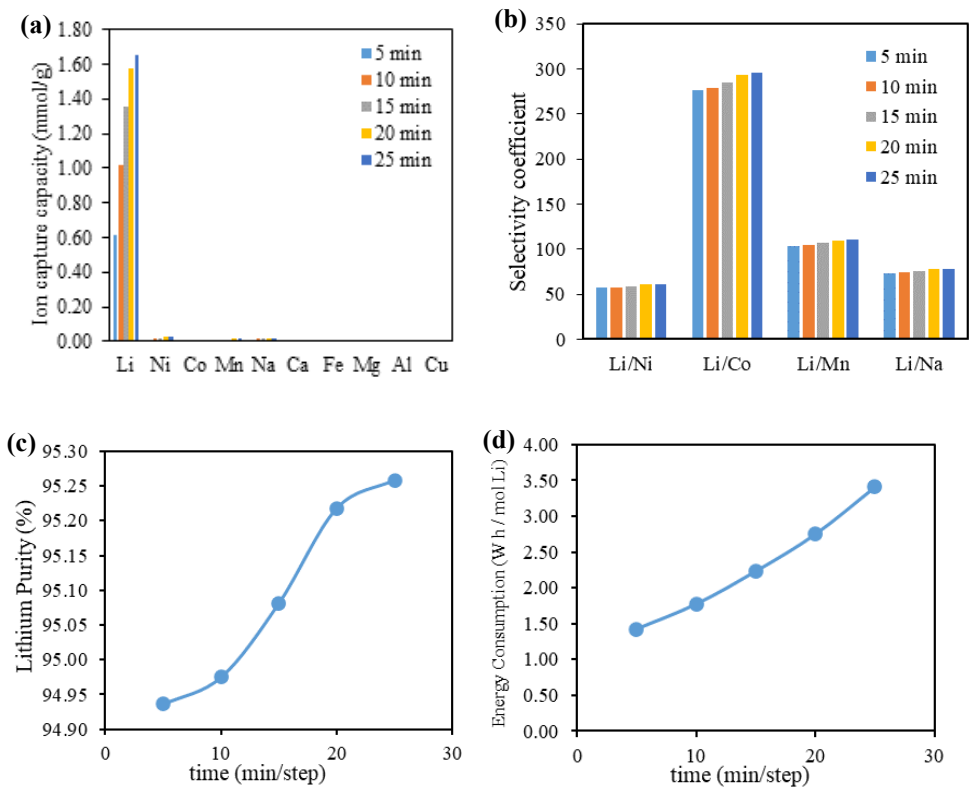 (a)
Ion capture capacity (mmol/g)
1.80
1.60
1.40
1.20
1.00
0.80
0.60
0.40
0.20
0.00
Li Ni Co Mn Na Ca Fe Mg Al Cu
5 min
10 min
15 min
20 min
25 min
(b)
Selectivity coefficient
350
300
250
200
150
100
50
0
Li/Ni Li/Co Li/Mn Li/Na
5 min
10 min
15 min
20 min
25 min
(c)
Lithium Purity (%)
95.30
95.25
95.20
95.15
95.10
95.05
95.00
94.95
94.90
0 10 20 30
time (min/step)
(d)
Energy Consumption (W h / mol Li)
4.00
3.50
3.00
2.50
2.00
1.50
1.00
0.50
0.00
0 10 20 30
time (min/step)